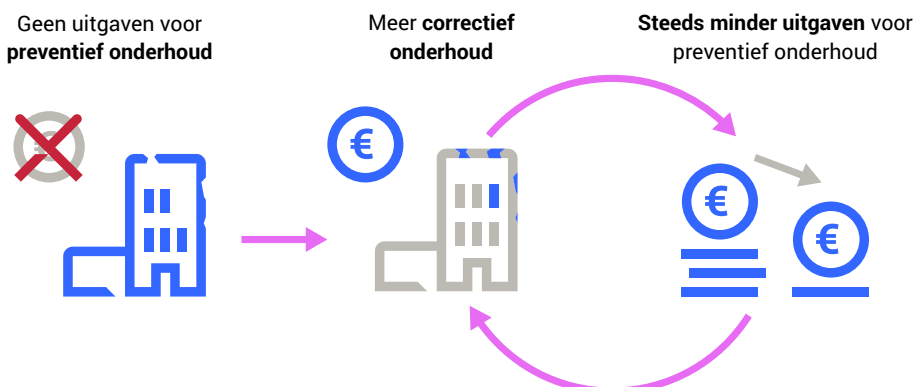 Geen uitgaven voor
preventief onderhoud
Meer correctief
onderhoud
Steeds minder uitgaven voor
preventief onderhoud
€
€
€
€